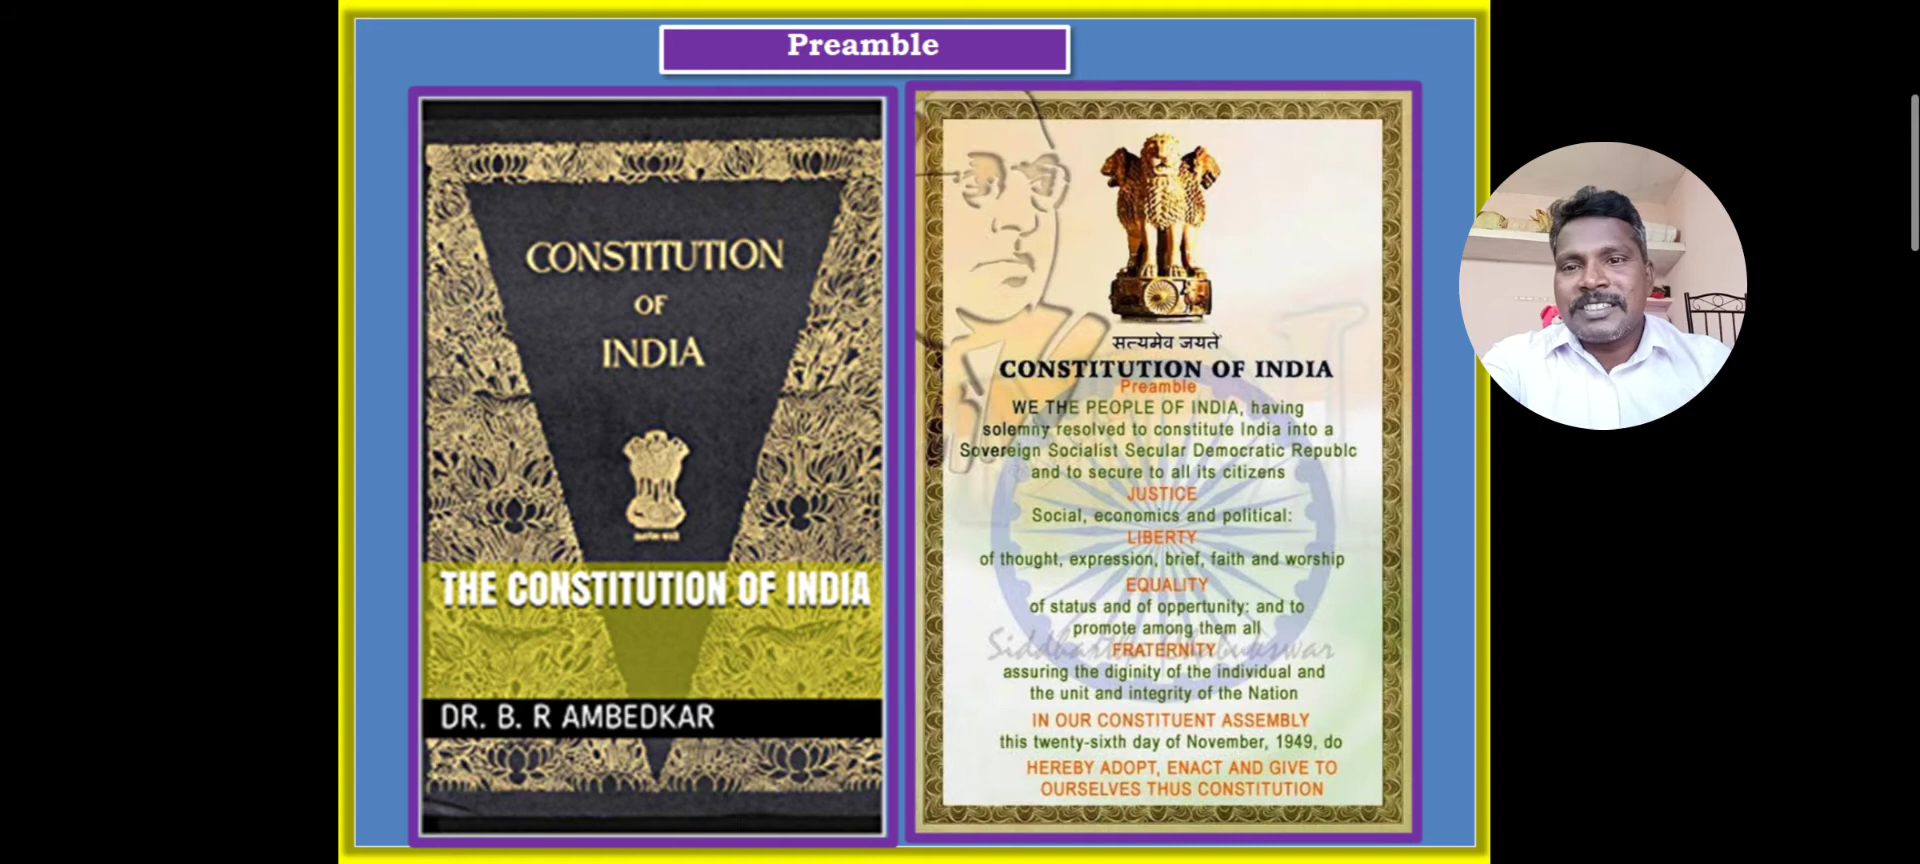 Preamble
CONSTITUTION
OF
INDIA
THE CONSTITUTION OF INDIA
DR. B. R AMBEDKAR
सत्यमेव जयते
CONSTITUTION OF INDIA
Preamble
WE THE PEOPLE OF INDIA, having
solemny resolved to constitute India into a
Sovereign Socialist Secular Democratic Republc
and to secure to all its citizens
JUSTICE
Social, economics and political:
LIBERTY
of thought, expression, brief, faith and worship
EQUALITY
of status and of opportunity: and to
promote among them all
FRATERNITY
assuring the diginity of the individual and
the unit and integrity of the Nation
IN OUR CONSTITUENT ASSEMBLY
this twenty-sixth day of November, 1949, do
HEREBY ADOPT, ENACT AND GIVE TO
OURSELVES THUS CONSTITUTION